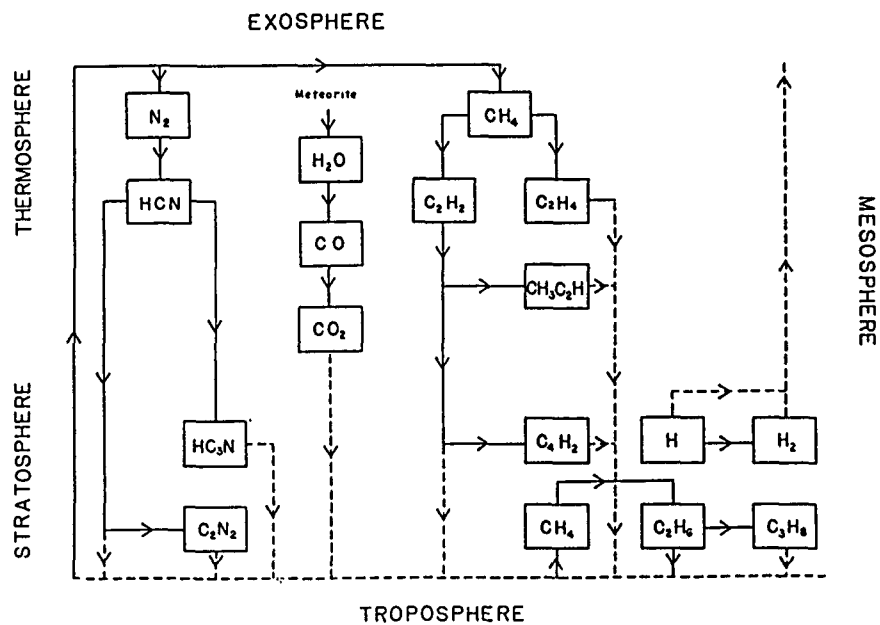 EXOSPHERE
THERMOSPHERE
Meteorite
N₂
CH₄
H₂O
HCN
C₂H₂
C₂H₄
CO
CH₃C₂H
CO₂
MESOSPHERE
STRATOSPHERE
HC₃N
C₄H₂
H
H₂
C₂N₂
CH₄
C₂H₆
C₃H₈
TROPOSPHERE